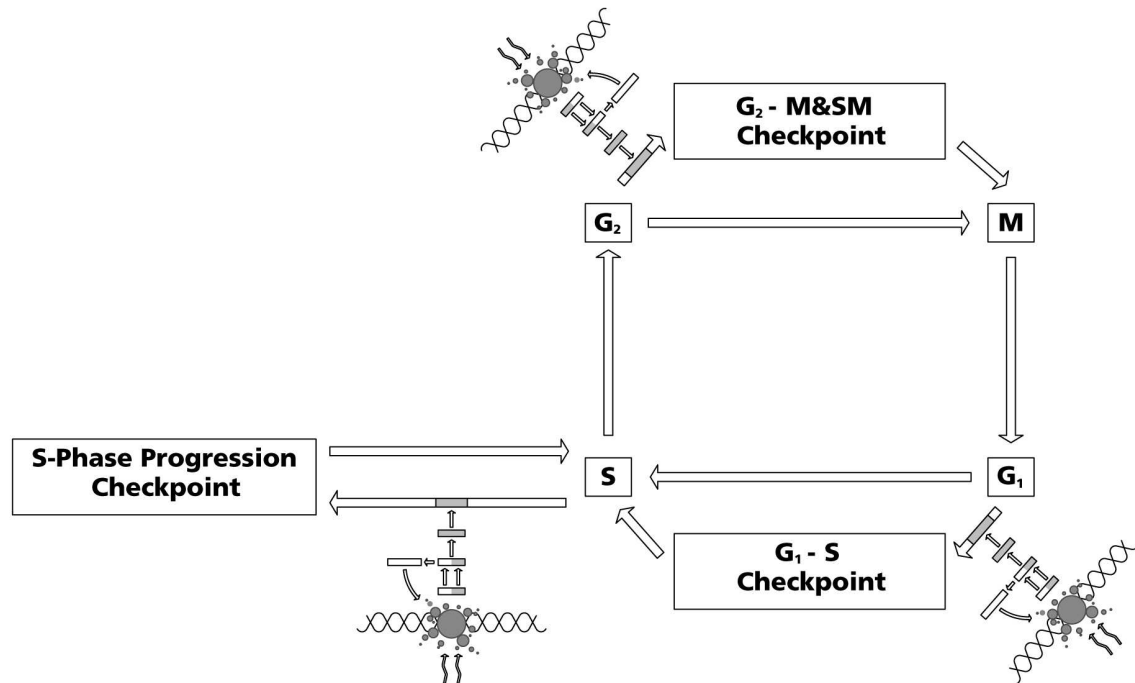 G₂ - M&SM
Checkpoint
G₂
M
S-Phase Progression
Checkpoint
S
G₁
G₁ - S
Checkpoint